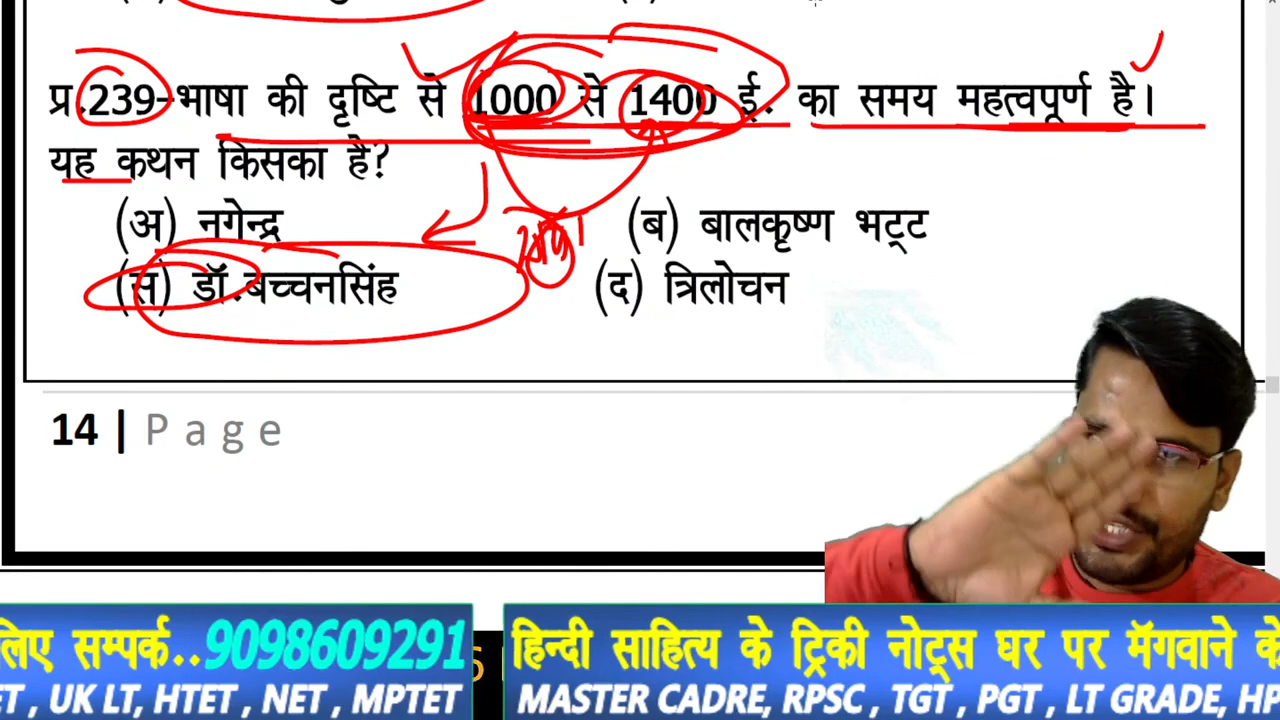 प्र.239-भाषा की दृष्टि से 1000 से 1400 ई. का समय महत्वपूर्ण है।
यह कथन किसका है?
(अ) नगेन्द्र (ब) बालकृष्ण भट्ट
(स) डॉ.बच्चनसिंह (द) त्रिलोचन
14 | Page
लिए सम्पर्क..9098609291 हिन्दी साहित्य के ट्रिकी नोट्स घर पर मँगवाने के
ET , UK LT, HTET , NET , MPTET MASTER CADRE, RPSC , TGT , PGT , LT GRADE, HP